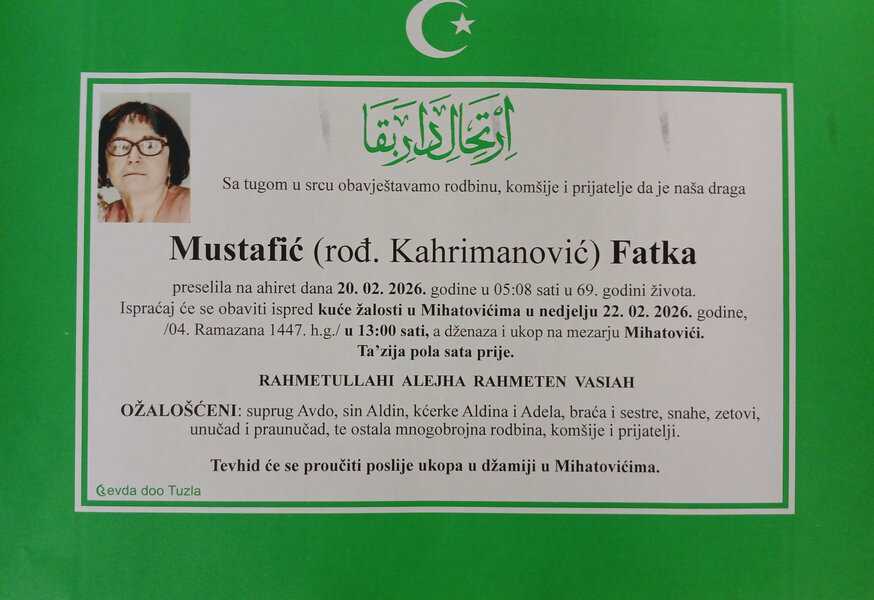 اِرْتِحَالِ دَارِ بَقَا
Sa tugom u srcu obavještavamo rodbinu, komšije i prijatelje da je naša draga
Mustafić (rođ. Kahrimanović) Fatka
preselila na ahiret dana 20. 02. 2026. godine u 05:08 sati u 69. godini života.
Ispraćaj će se obaviti ispred kuće žalosti u Mihatovićima u nedjelju 22. 02. 2026. godine,
/04. Ramazana 1447. h.g./ u 13:00 sati, a dženaza i ukop na mezarju Mihatovići.
Ta’zija pola sata prije.
RAHMETULLAHI ALEJHA RAHMETEN VASIAH
OŽALOŠĆENI: suprug Avdo, sin Aldin, kćerke Aldina i Adela, braća i sestre, snahe, zetovi,
unučad i praunučad, te ostala mnogobrojna rodbina, komšije i prijatelji.
Tevhid će se proučiti poslije ukopa u džamiji u Mihatovićima.
evda doo Tuzla